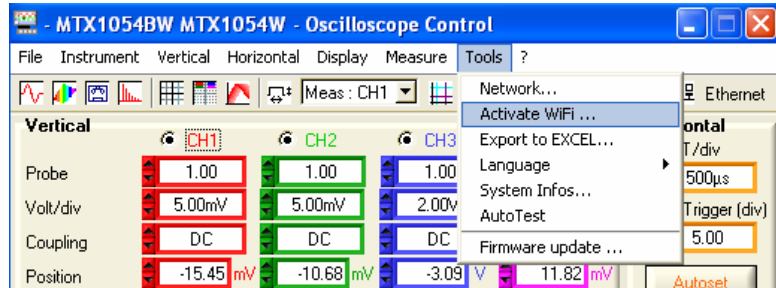 - MTX1054BW MTX1054W - Oscilloscope Control
File Instrument Vertical Horizontal Display Measure Tools ?
Meas : CH1
Ethernet
Network...
Activate WiFi ...
Export to EXCEL...
Language
System Infos...
AutoTest
Firmware update ...
Vertical
CH1 CH2 CH3
Probe 1.00 1.00 1.00
Volt/div 5.00mV 5.00mV 2.00V
Coupling DC DC DC
Position -15.45 mV -10.68 mV -3.09 V 11.82 mV
ontal
T/div
500µs
Trigger (div)
5.00
Autoset